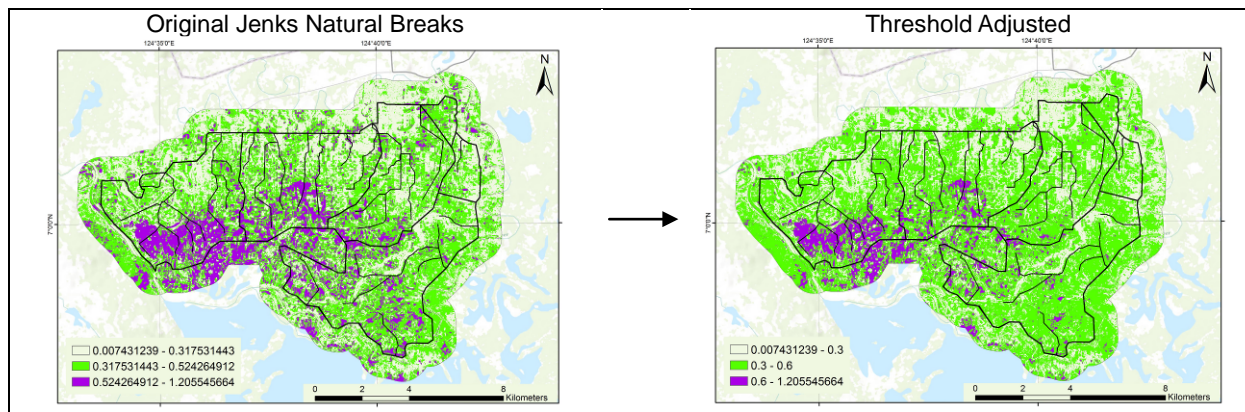 Original Jenks Natural Breaks
124°35'0"E
124°40'0"E
N
7°0'0"N
0.007431239 - 0.317531443
0.317531443 - 0.524264912
0.524264912 - 1.205545664
0 2 4 8
Kilometers
Threshold Adjusted
124°35'0"E
124°40'0"E
N
7°0'0"N
0.007431239 - 0.3
0.3 - 0.6
0.6 - 1.205545664
0 2 4 8
Kilometers